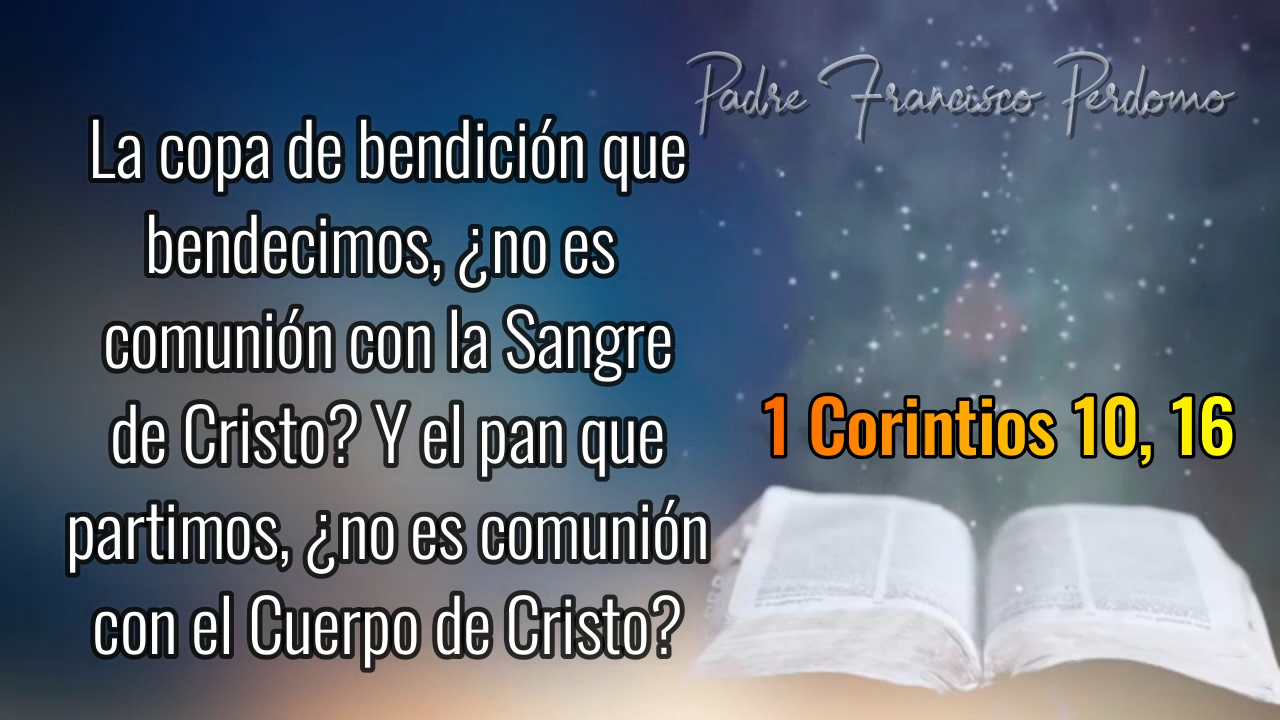 Padre Francisco Perdomo
La copa de bendición que
bendecimos, ¿no es
comunión con la Sangre
de Cristo? Y el pan que
partimos, ¿no es comunión
con el Cuerpo de Cristo?
1 Corintios 10, 16